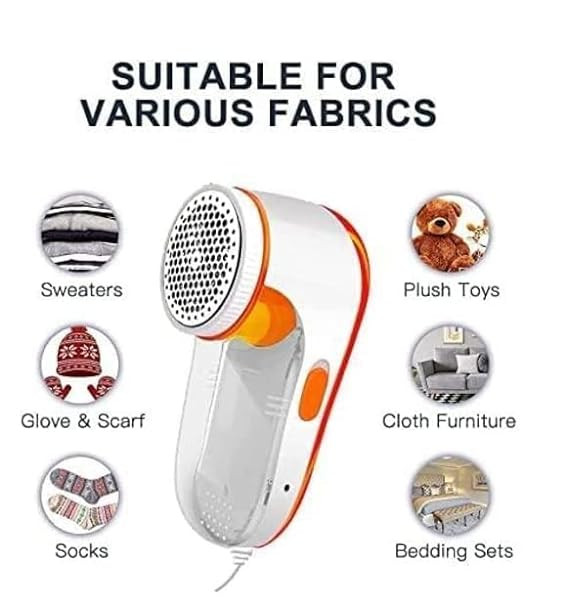 SUITABLE FOR
VARIOUS FABRICS
Sweaters
Plush Toys
Glove & Scarf
Cloth Furniture
Socks
Bedding Sets